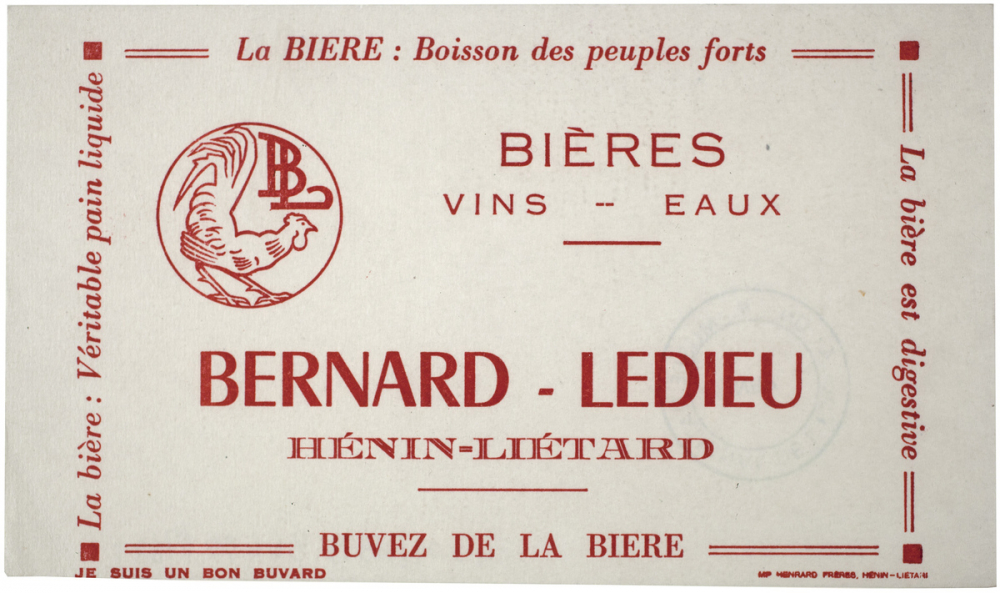 La BIERE : Boisson des peuples forts
La bière : Véritable pain liquide
BL
BIÈRES
VINS -- EAUX
La bière est digestive
BERNARD - LEDIEU
HÉNIN-LIÉTARD
BUVEZ DE LA BIERE
JE SUIS UN BON BUVARD
IMP HENRARD FRÈRES, HÉNIN-LIETARD